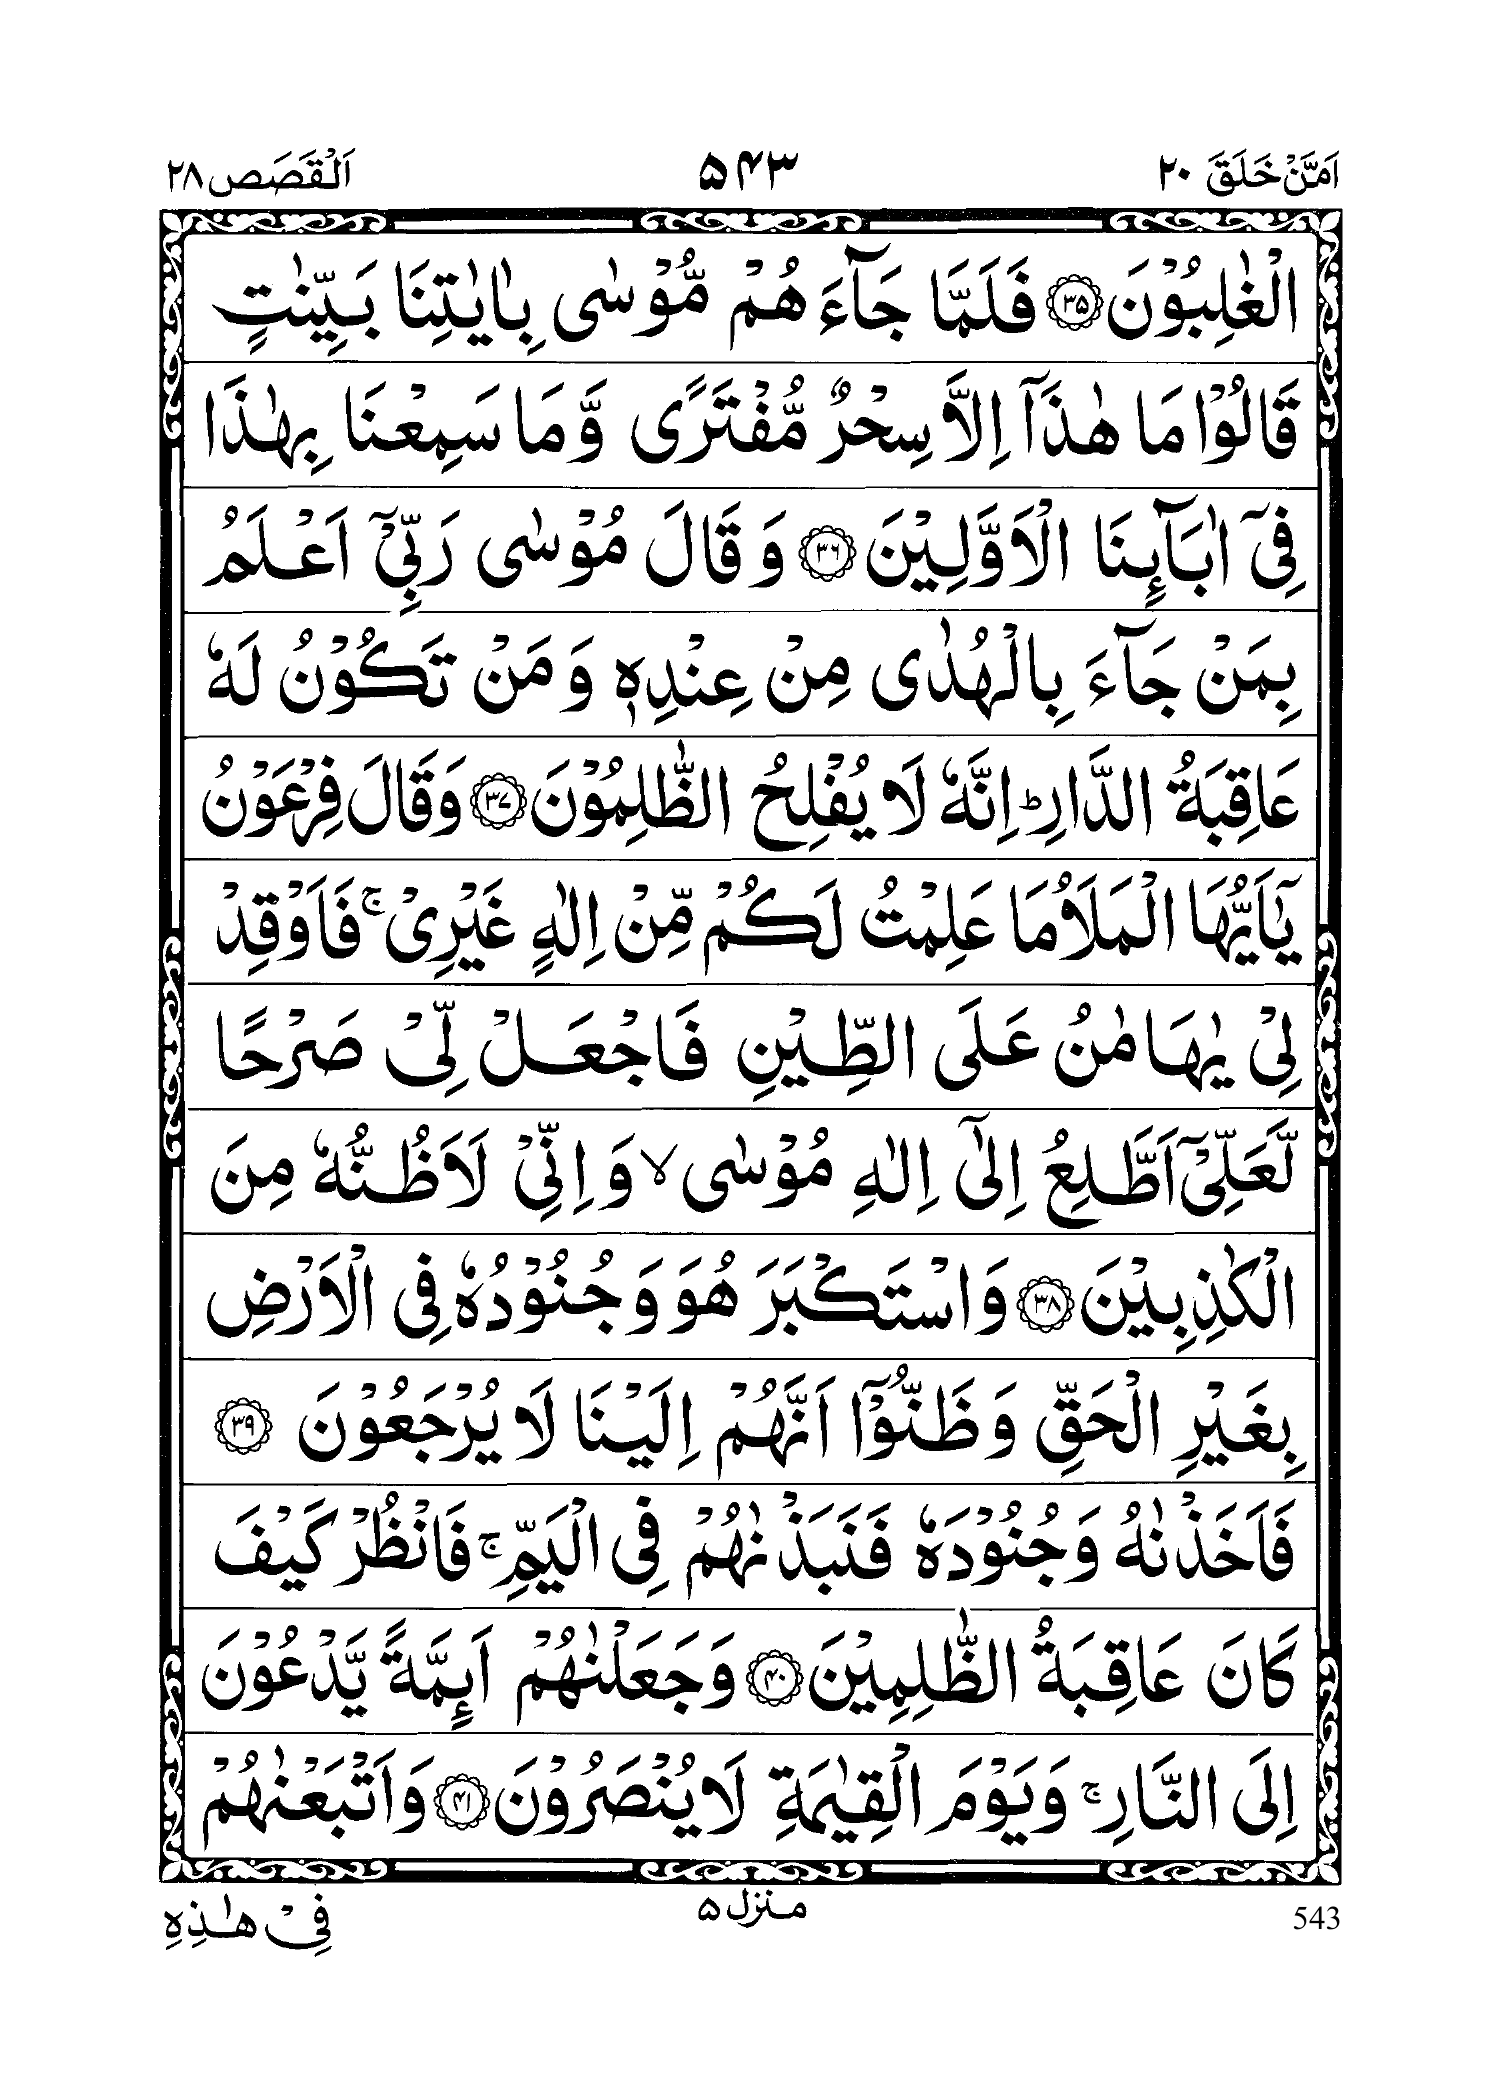 اَمَّنْ خَلَقَ ۲۰ ۵۴۳ اَلْقَصَص ۲۸
الْغٰلِبُوْنَ ۳۵ فَلَمَّا جَآءَ هُمْ مُّوْسٰى بِاٰيٰتِنَا بَيِّنٰتٍ
قَالُوْا مَا هٰذَآ اِلَّا سِحْرٌ مُّفْتَرًى وَّ مَا سَمِعْنَا بِهٰذَا
فِيْٓ اٰبَآئِنَا الْاَوَّلِيْنَ ۳۶ وَ قَالَ مُوْسٰى رَبِّيْٓ اَعْلَمُ
بِمَنْ جَآءَ بِالْهُدٰى مِنْ عِنْدِهٖ وَ مَنْ تَكُوْنُ لَهٗ
عَاقِبَةُ الدَّارِ ؕ اِنَّهٗ لَا يُفْلِحُ الظّٰلِمُوْنَ ۳۷ وَقَالَ فِرْعَوْنُ
يٰٓاَيُّهَا الْمَلَاُ مَا عَلِمْتُ لَكُمْ مِّنْ اِلٰهٍ غَيْرِيْ ۚ فَاَوْقِدْ
لِيْ يٰهَامٰنُ عَلَى الطِّيْنِ فَاجْعَلْ لِّيْ صَرْحًا
لَّعَلِّيْٓ اَطَّلِعُ اِلٰٓى اِلٰهِ مُوْسٰى ۙ وَ اِنِّيْ لَاَظُنُّهٗ مِنَ
الْكٰذِبِيْنَ ۳۸ وَ اسْتَكْبَرَ هُوَ وَ جُنُوْدُهٗ فِى الْاَرْضِ
بِغَيْرِ الْحَقِّ وَ ظَنُّوْٓا اَنَّهُمْ اِلَيْنَا لَا يُرْجَعُوْنَ ۳۹
فَاَخَذْنٰهُ وَ جُنُوْدَهٗ فَنَبَذْنٰهُمْ فِى الْيَمِّ ۚ فَانْظُرْ كَيْفَ
كَانَ عَاقِبَةُ الظّٰلِمِيْنَ ۴۰ وَ جَعَلْنٰهُمْ اَئِمَّةً يَّدْعُوْنَ
اِلَى النَّارِ ۚ وَ يَوْمَ الْقِيٰمَةِ لَا يُنْصَرُوْنَ ۴۱ وَ اَتْبَعْنٰهُمْ
543 منزل ۵ فِيْ هٰذِهِ